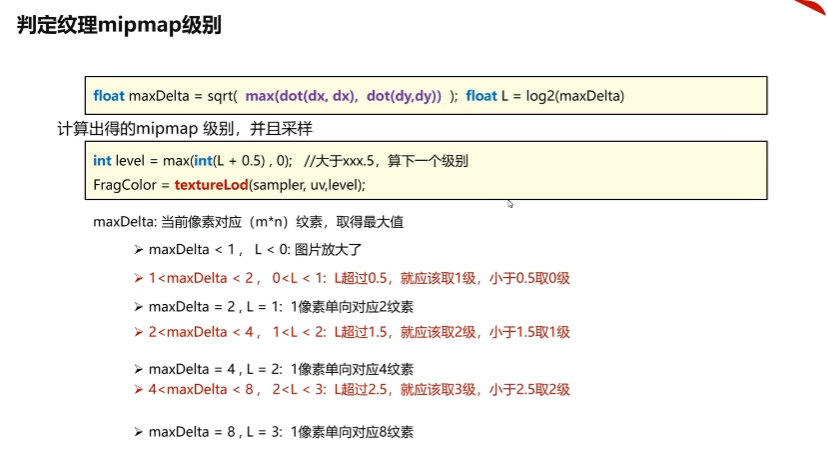 判定纹理mipmap级别
float maxDelta = sqrt( max(dot(dx, dx), dot(dy,dy)) ); float L = log2(maxDelta)
计算出得的mipmap 级别，并且采样
int level = max(int(L + 0.5) , 0); //大于xxx.5，算下一个级别
FragColor = textureLod(sampler, uv,level);
maxDelta: 当前像素对应（m*n）纹素，取得最大值
➢ maxDelta < 1 , L < 0: 图片放大了
➢ 1<maxDelta < 2 , 0<L < 1: L超过0.5，就应该取1级，小于0.5取0级
➢ maxDelta = 2 , L = 1: 1像素单向对应2纹素
➢ 2<maxDelta < 4 , 1<L < 2: L超过1.5，就应该取2级，小于1.5取1级
➢ maxDelta = 4 , L = 2: 1像素单向对应4纹素
➢ 4<maxDelta < 8 , 2<L < 3: L超过2.5，就应该取3级，小于2.5取2级
➢ maxDelta = 8 , L = 3: 1像素单向对应8纹素